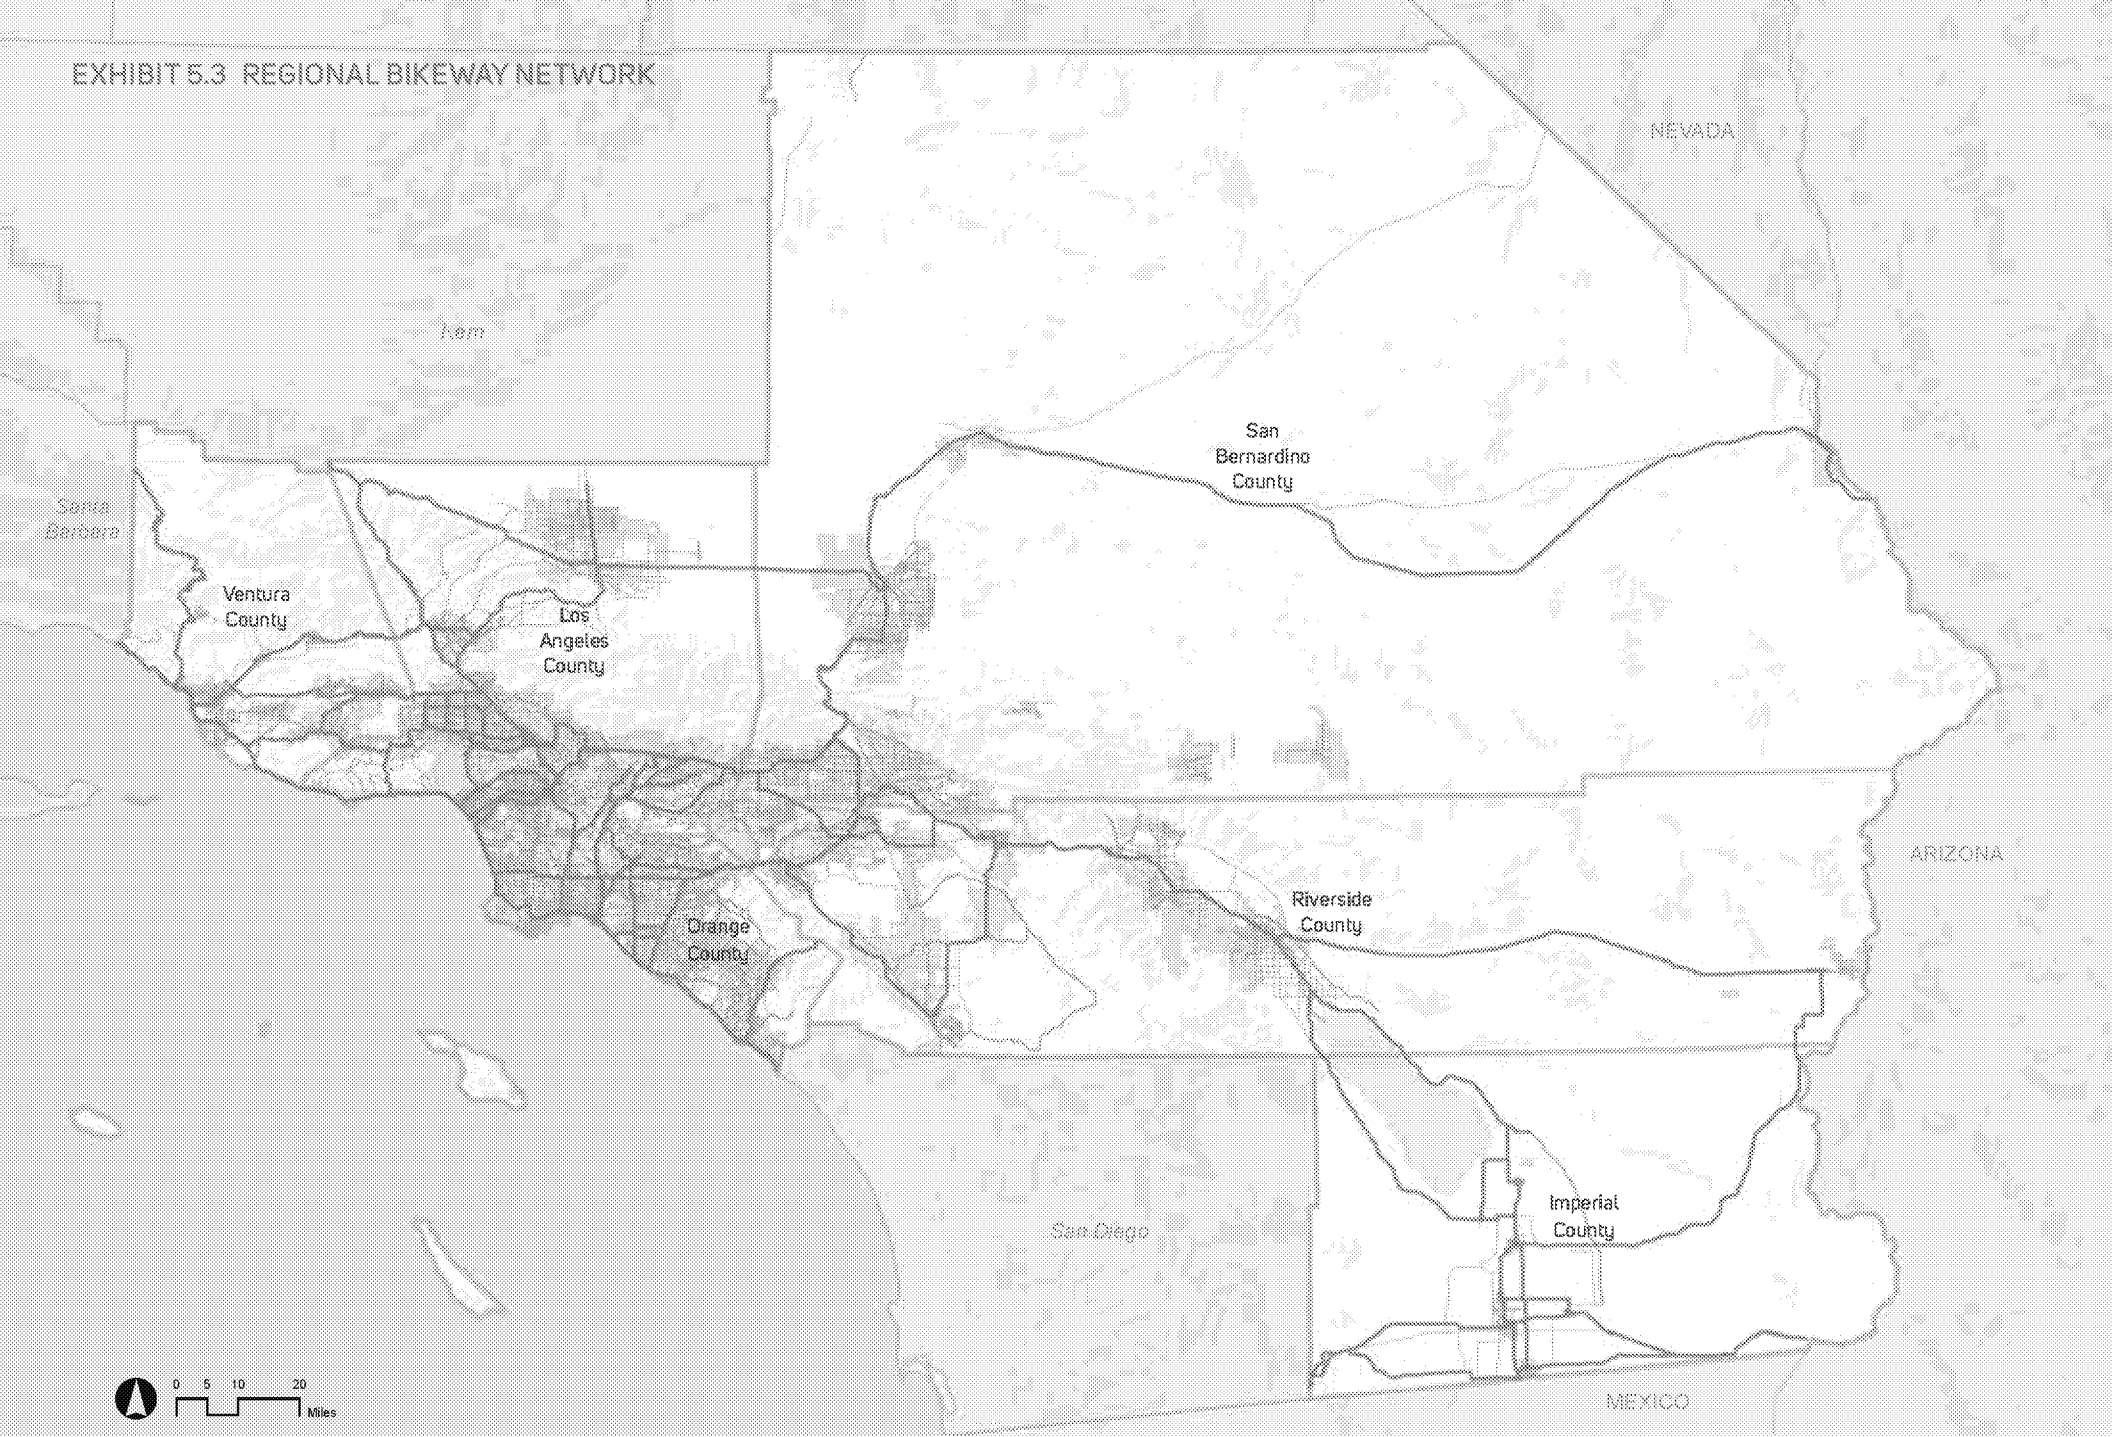 EXHIBIT 5.3 REGIONAL BIKEWAY NETWORK
NEVADA
Kern
San
Bernardino
County
Santa
Barbara
Ventura
County
Los
Angeles
County
ARIZONA
Riverside
County
Orange
County
Imperial
County
San Diego
MEXICO
0 5 10 20
Miles